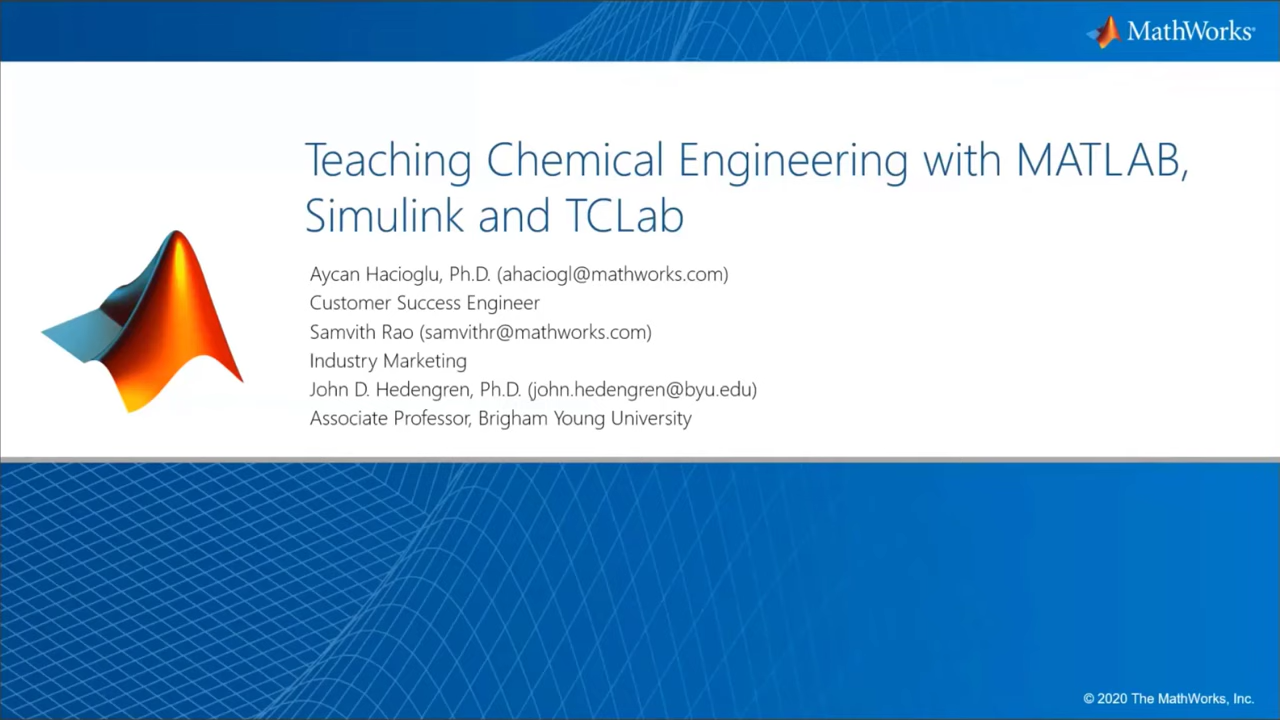 MathWorks®
Teaching Chemical Engineering with MATLAB,
Simulink and TCLab
Aycan Hacioglu, Ph.D. (ahaciogl@mathworks.com)
Customer Success Engineer
Samvith Rao (samvithr@mathworks.com)
Industry Marketing
John D. Hedengren, Ph.D. (john.hedengren@byu.edu)
Associate Professor, Brigham Young University
© 2020 The MathWorks, Inc.